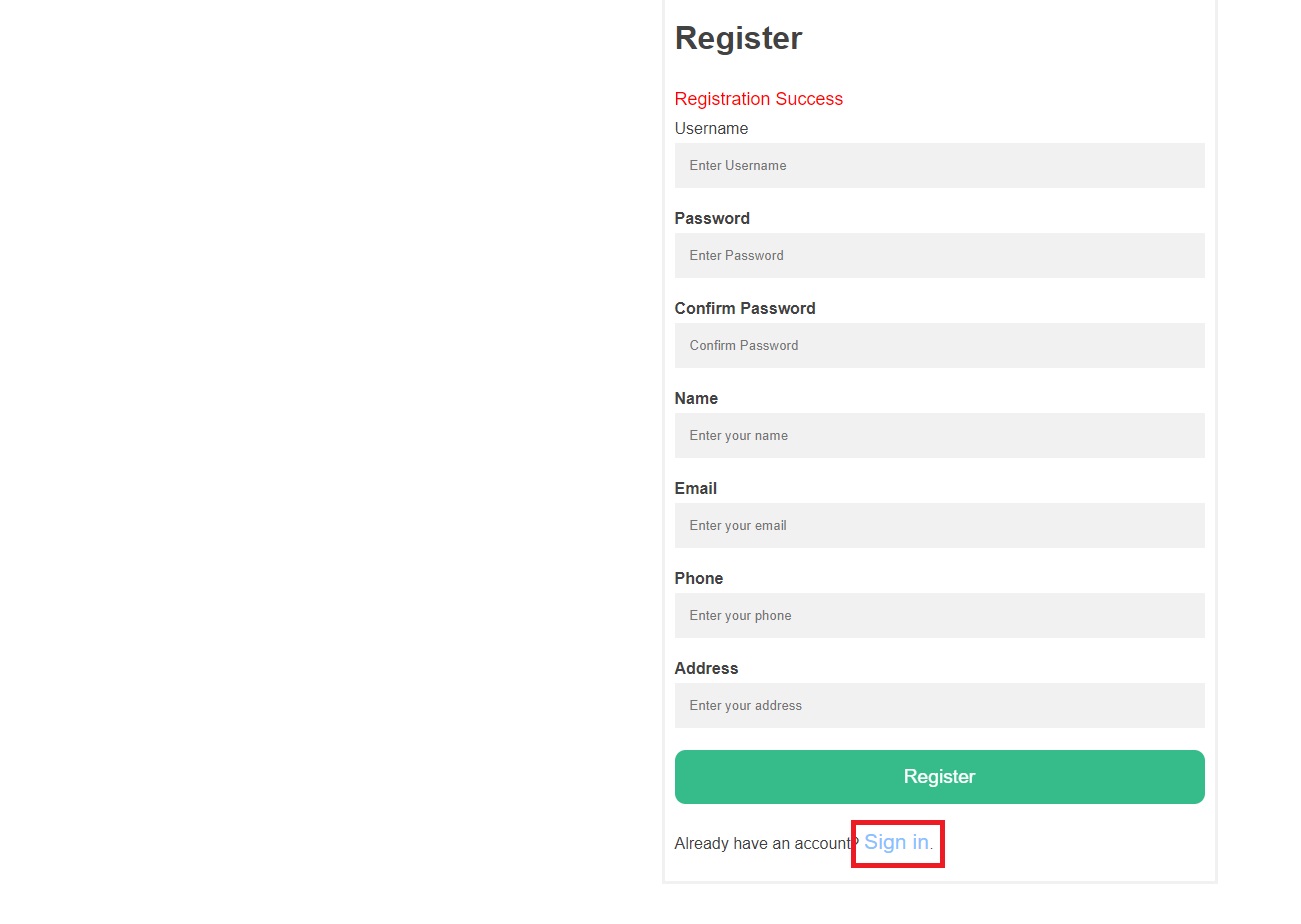 Register
Registration Success
Username
Enter Username
Password
Enter Password
Confirm Password
Confirm Password
Name
Enter your name
Email
Enter your email
Phone
Enter your phone
Address
Enter your address
Register
Already have an account? Sign in.